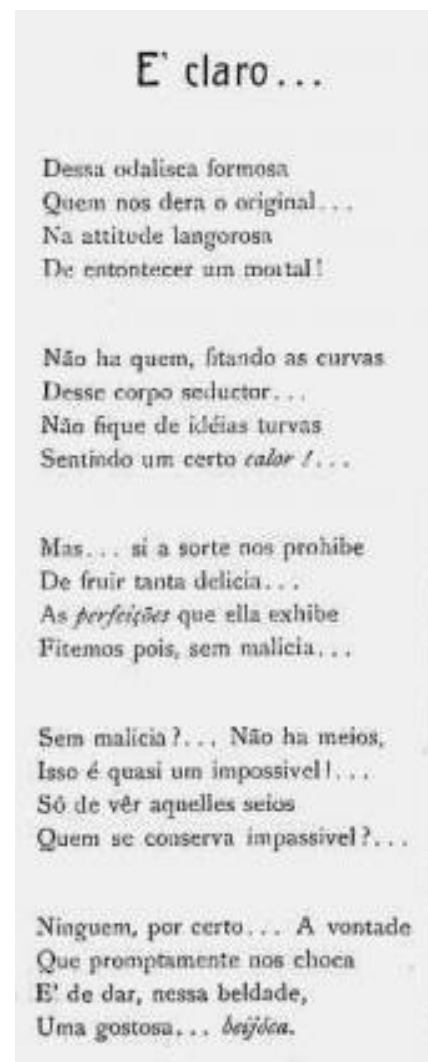 E' claro...
Dessa odalisca formosa
Quem nos dera o original...
Na attitude langorosa
De entontecer um mortal!
Não ha quem, fitando as curvas
Desse corpo seductor...
Não fique de idéias turvas
Sentindo um certo calor!...
Mas... si a sorte nos prohibe
De fruir tanta delicia...
As perfeições que ella exhibe
Fitemos pois, sem malicia...
Sem malicia?... Não ha meios,
Isso é quasi um impossivel!...
Só de vêr aquelles seios
Quem se conserva impassivel?...
Ninguem, por certo... A vontade
Que promptamente nos choca
E' de dar, nessa beldade,
Uma gostosa... beijóca.